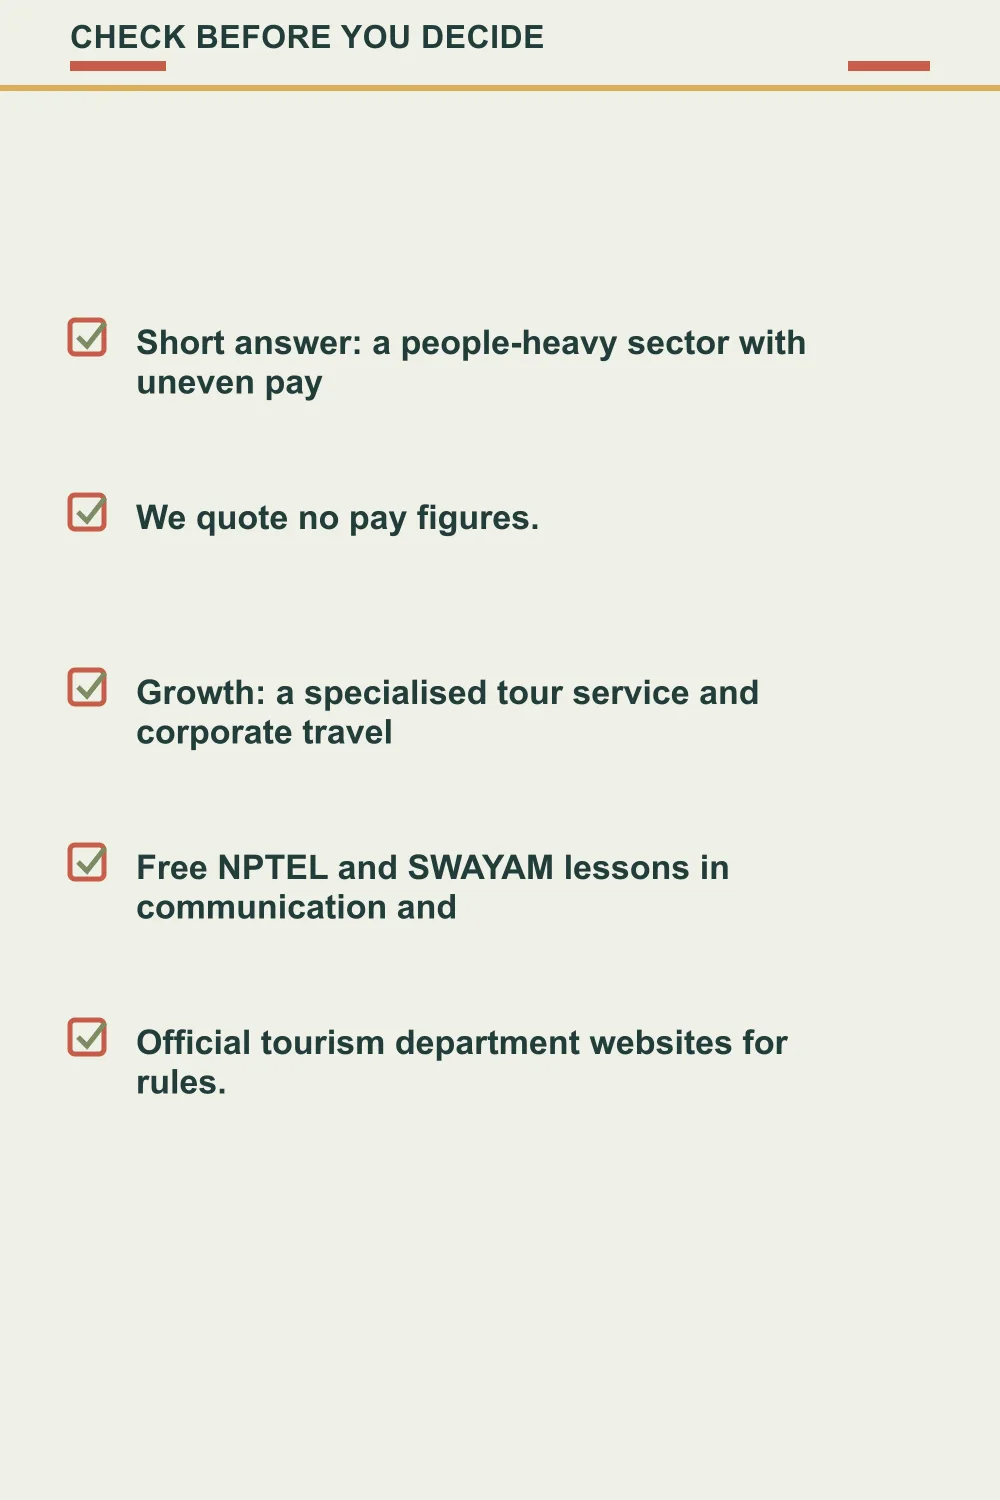 CHECK BEFORE YOU DECIDE
Short answer: a people-heavy sector with
uneven pay
We quote no pay figures.
Growth: a specialised tour service and
corporate travel
Free NPTEL and SWAYAM lessons in
communication and
Official tourism department websites for
rules.